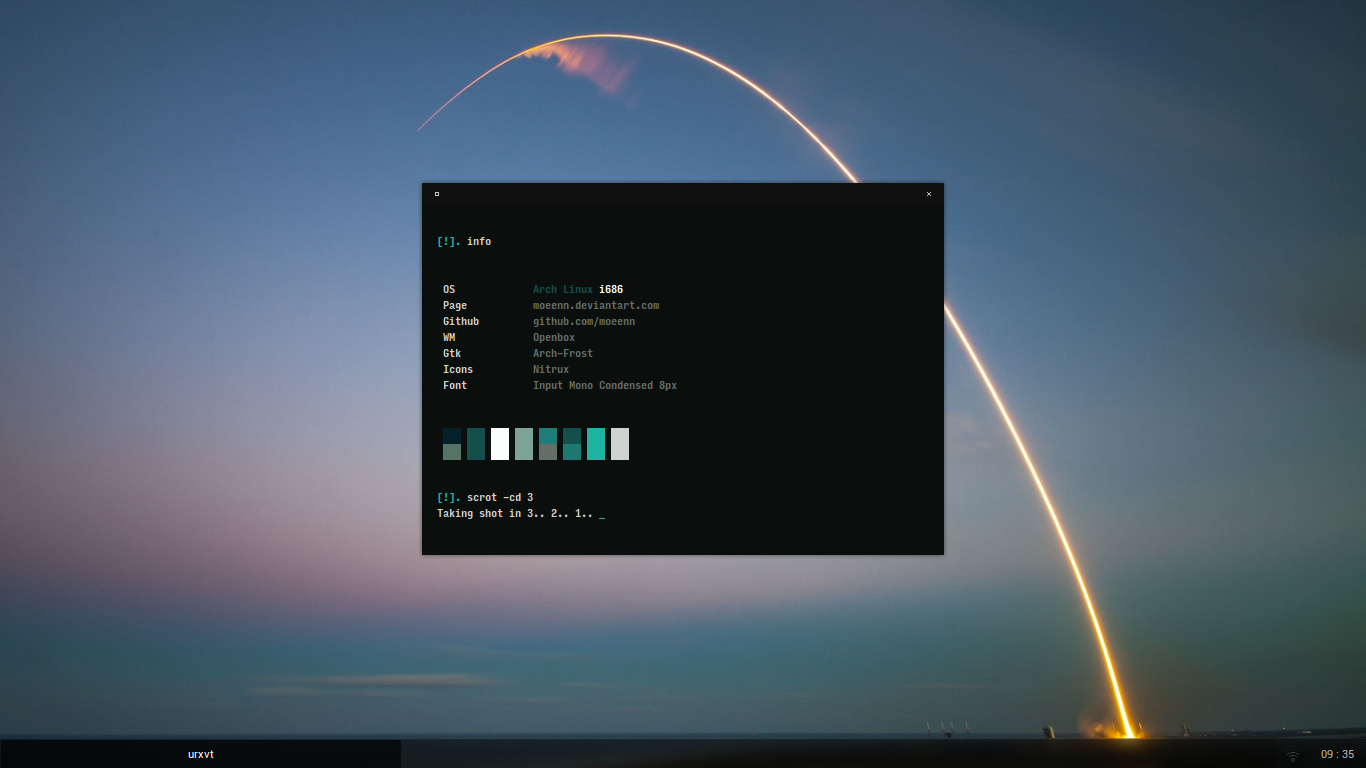 [!]. info
OS Arch Linux i686
Page moeenn.deviantart.com
Github github.com/moeenn
WM Openbox
Gtk Arch-Frost
Icons Nitrux
Font Input Mono Condensed 8px
[!]. scrot -cd 3
Taking shot in 3.. 2.. 1.. _
urxvt
09 : 35